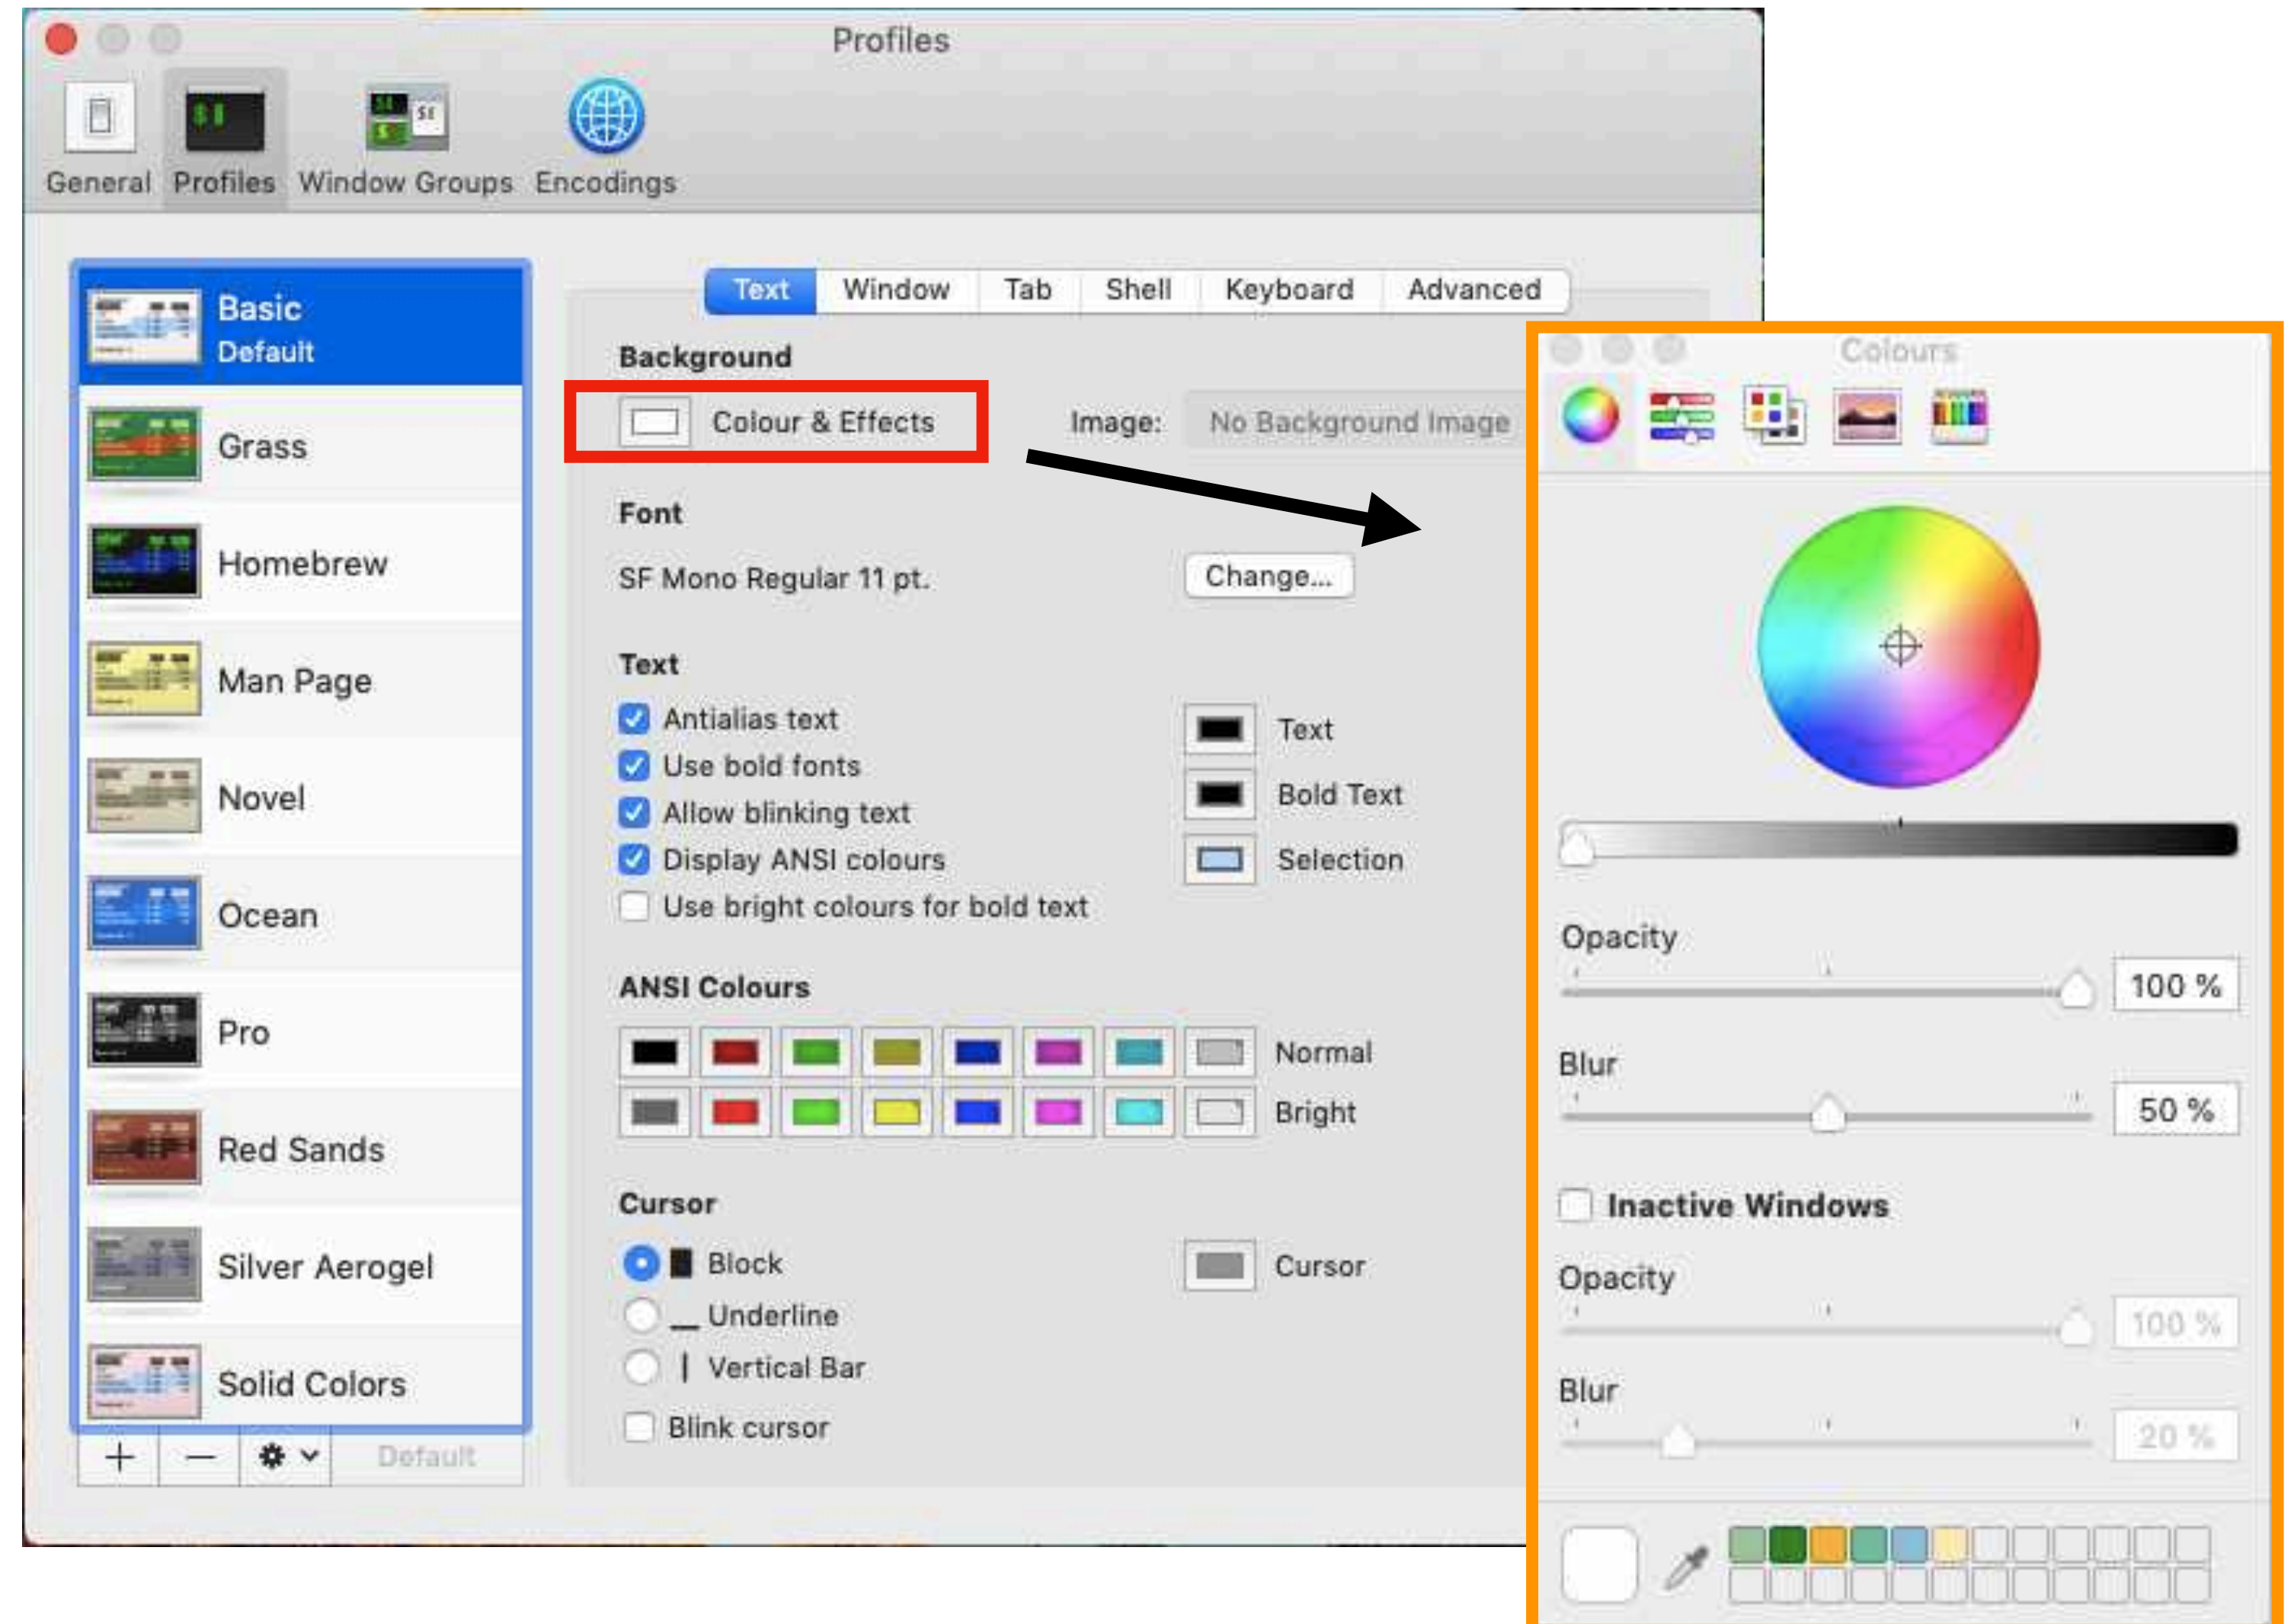 Profiles
General Profiles Window Groups Encodings
Basic
Default
Grass
Homebrew
Man Page
Novel
Ocean
Pro
Red Sands
Silver Aerogel
Solid Colors
Default
Text Window Tab Shell Keyboard Advanced
Background
Colour & Effects Image: No Background Image
Font
SF Mono Regular 11 pt. Change...
Text
Antialias text
Use bold fonts
Allow blinking text
Display ANSI colours
Use bright colours for bold text
Text
Bold Text
Selection
ANSI Colours
Normal
Bright
Cursor
Block
Underline
Vertical Bar
Blink cursor
Cursor
Colours
Opacity
100 %
Blur
50 %
Inactive Windows
Opacity
100 %
Blur
20 %